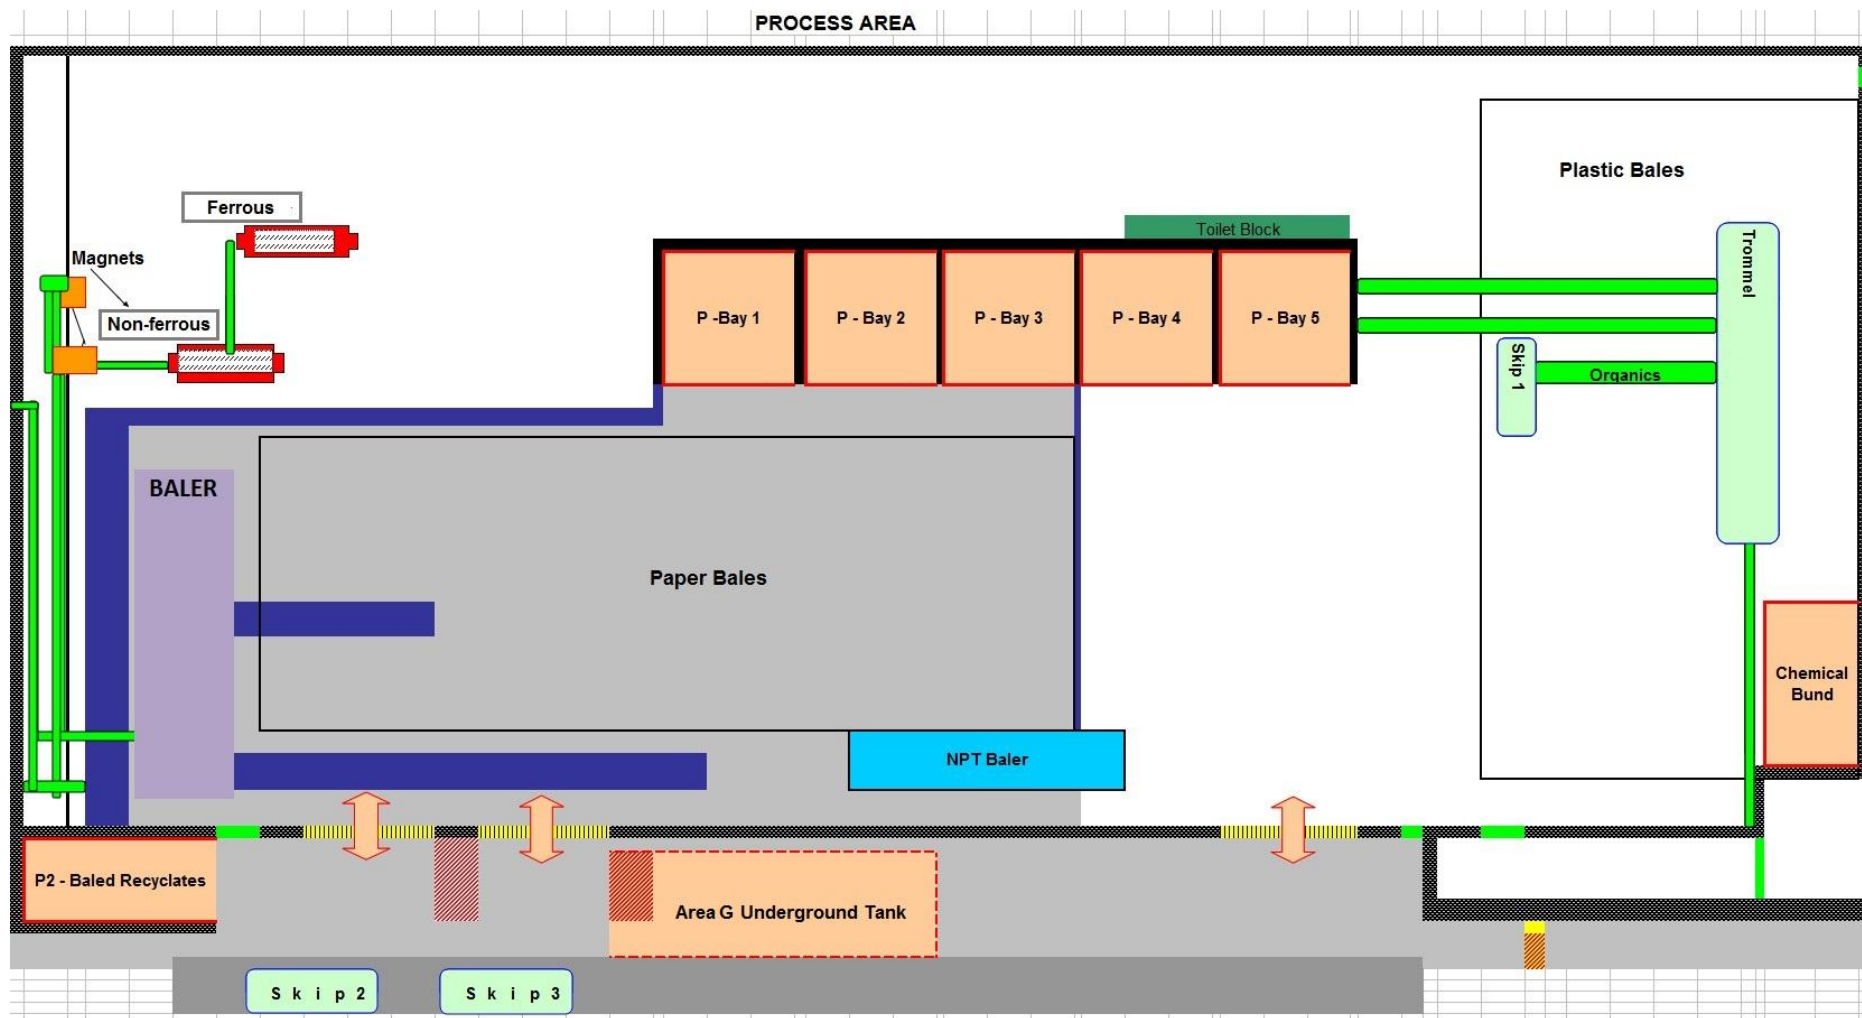 PROCESS AREA
Plastic Bales
Ferrous
Toilet Block
Trommel
Magnets
Non-ferrous
P -Bay 1
P - Bay 2
P - Bay 3
P - Bay 4
P - Bay 5
Skip 1
Organics
BALER
Paper Bales
Chemical
Bund
NPT Baler
P2 - Baled Recyclates
Area G Underground Tank
S k i p 2
S k i p 3